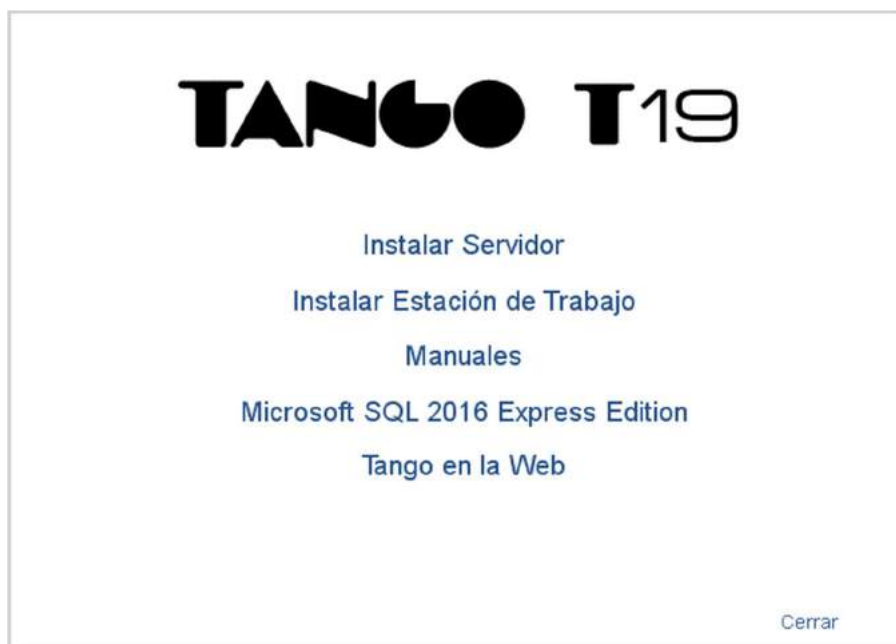 TANGO T19
Instalar Servidor
Instalar Estación de Trabajo
Manuales
Microsoft SQL 2016 Express Edition
Tango en la Web
Cerrar